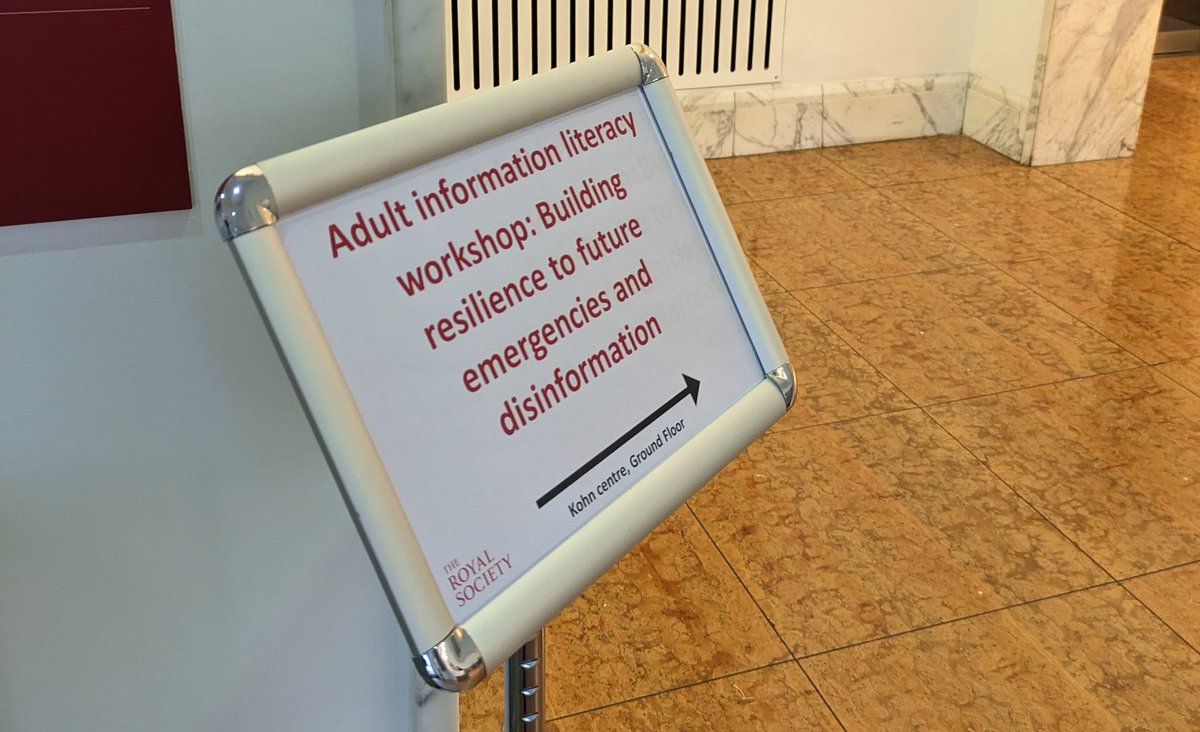 Adult information literacy
workshop: Building
resilience to future
emergencies and
disinformation
Kohn centre, Ground Floor
THE
ROYAL
SOCIETY